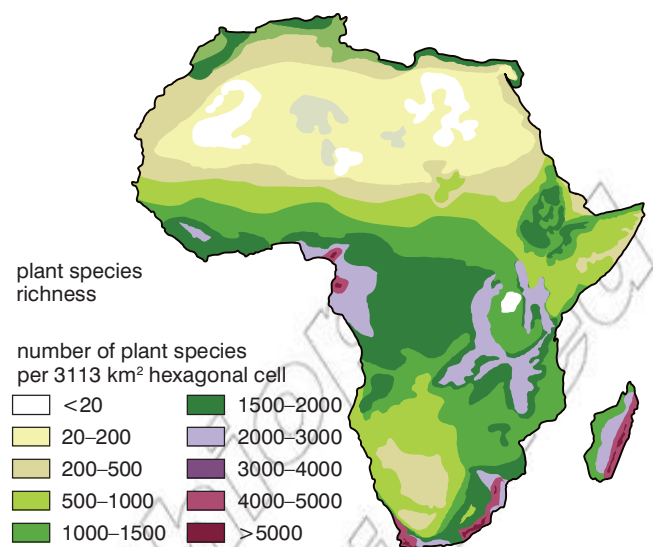 plant species
richness
number of plant species
per 3113 km² hexagonal cell
<20
20–200
200–500
500–1000
1000–1500
1500–2000
2000–3000
3000–4000
4000–5000
>5000